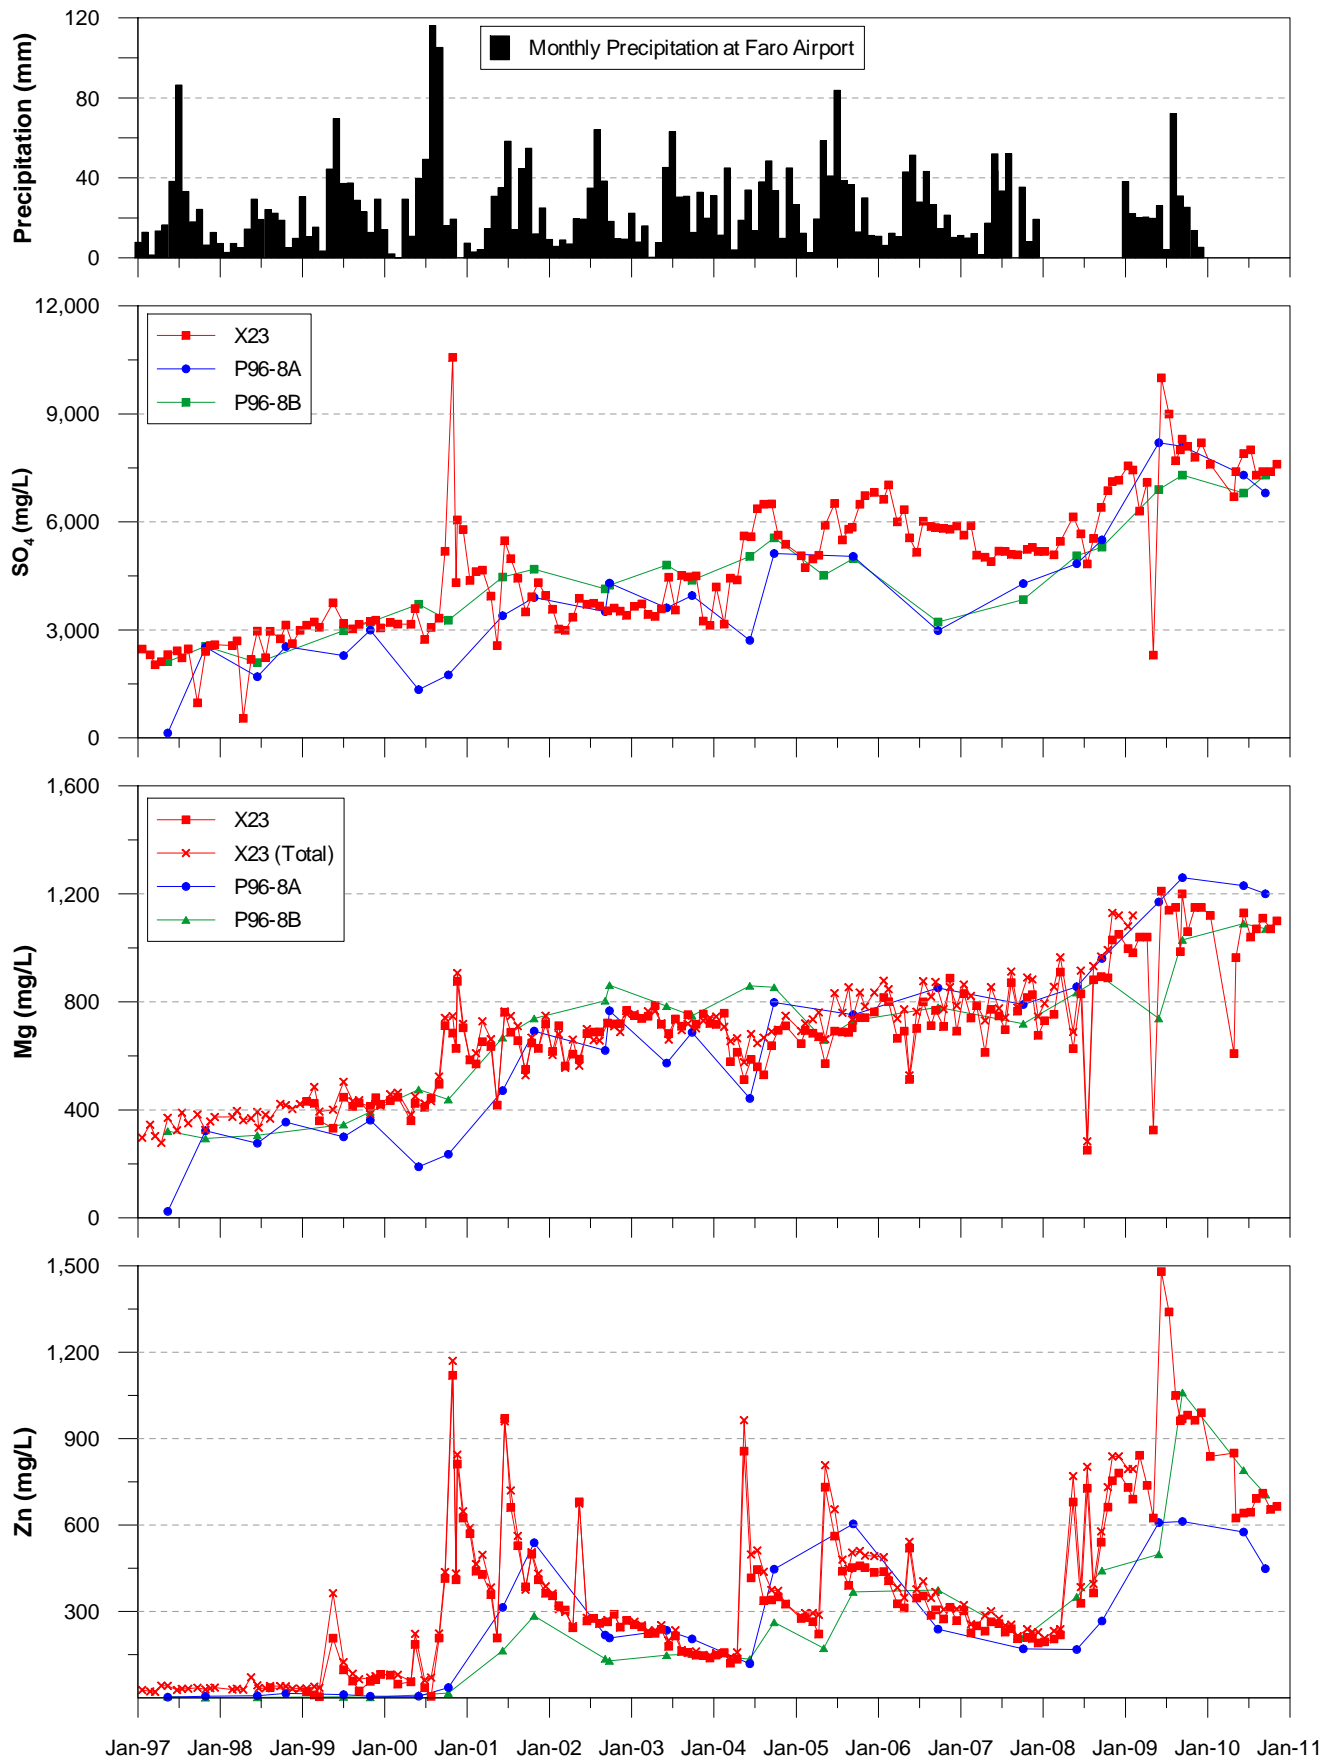 Precipitation (mm)
120
80
40
0
Monthly Precipitation at Faro Airport
SO4 (mg/L)
12,000
9,000
6,000
3,000
0
X23
P96-8A
P96-8B
Mg (mg/L)
1,600
1,200
800
400
0
X23
X23 (Total)
P96-8A
P96-8B
Zn (mg/L)
1,500
1,200
900
600
300
Jan-97 Jan-98 Jan-99 Jan-00 Jan-01 Jan-02 Jan-03 Jan-04 Jan-05 Jan-06 Jan-07 Jan-08 Jan-09 Jan-10 Jan-11